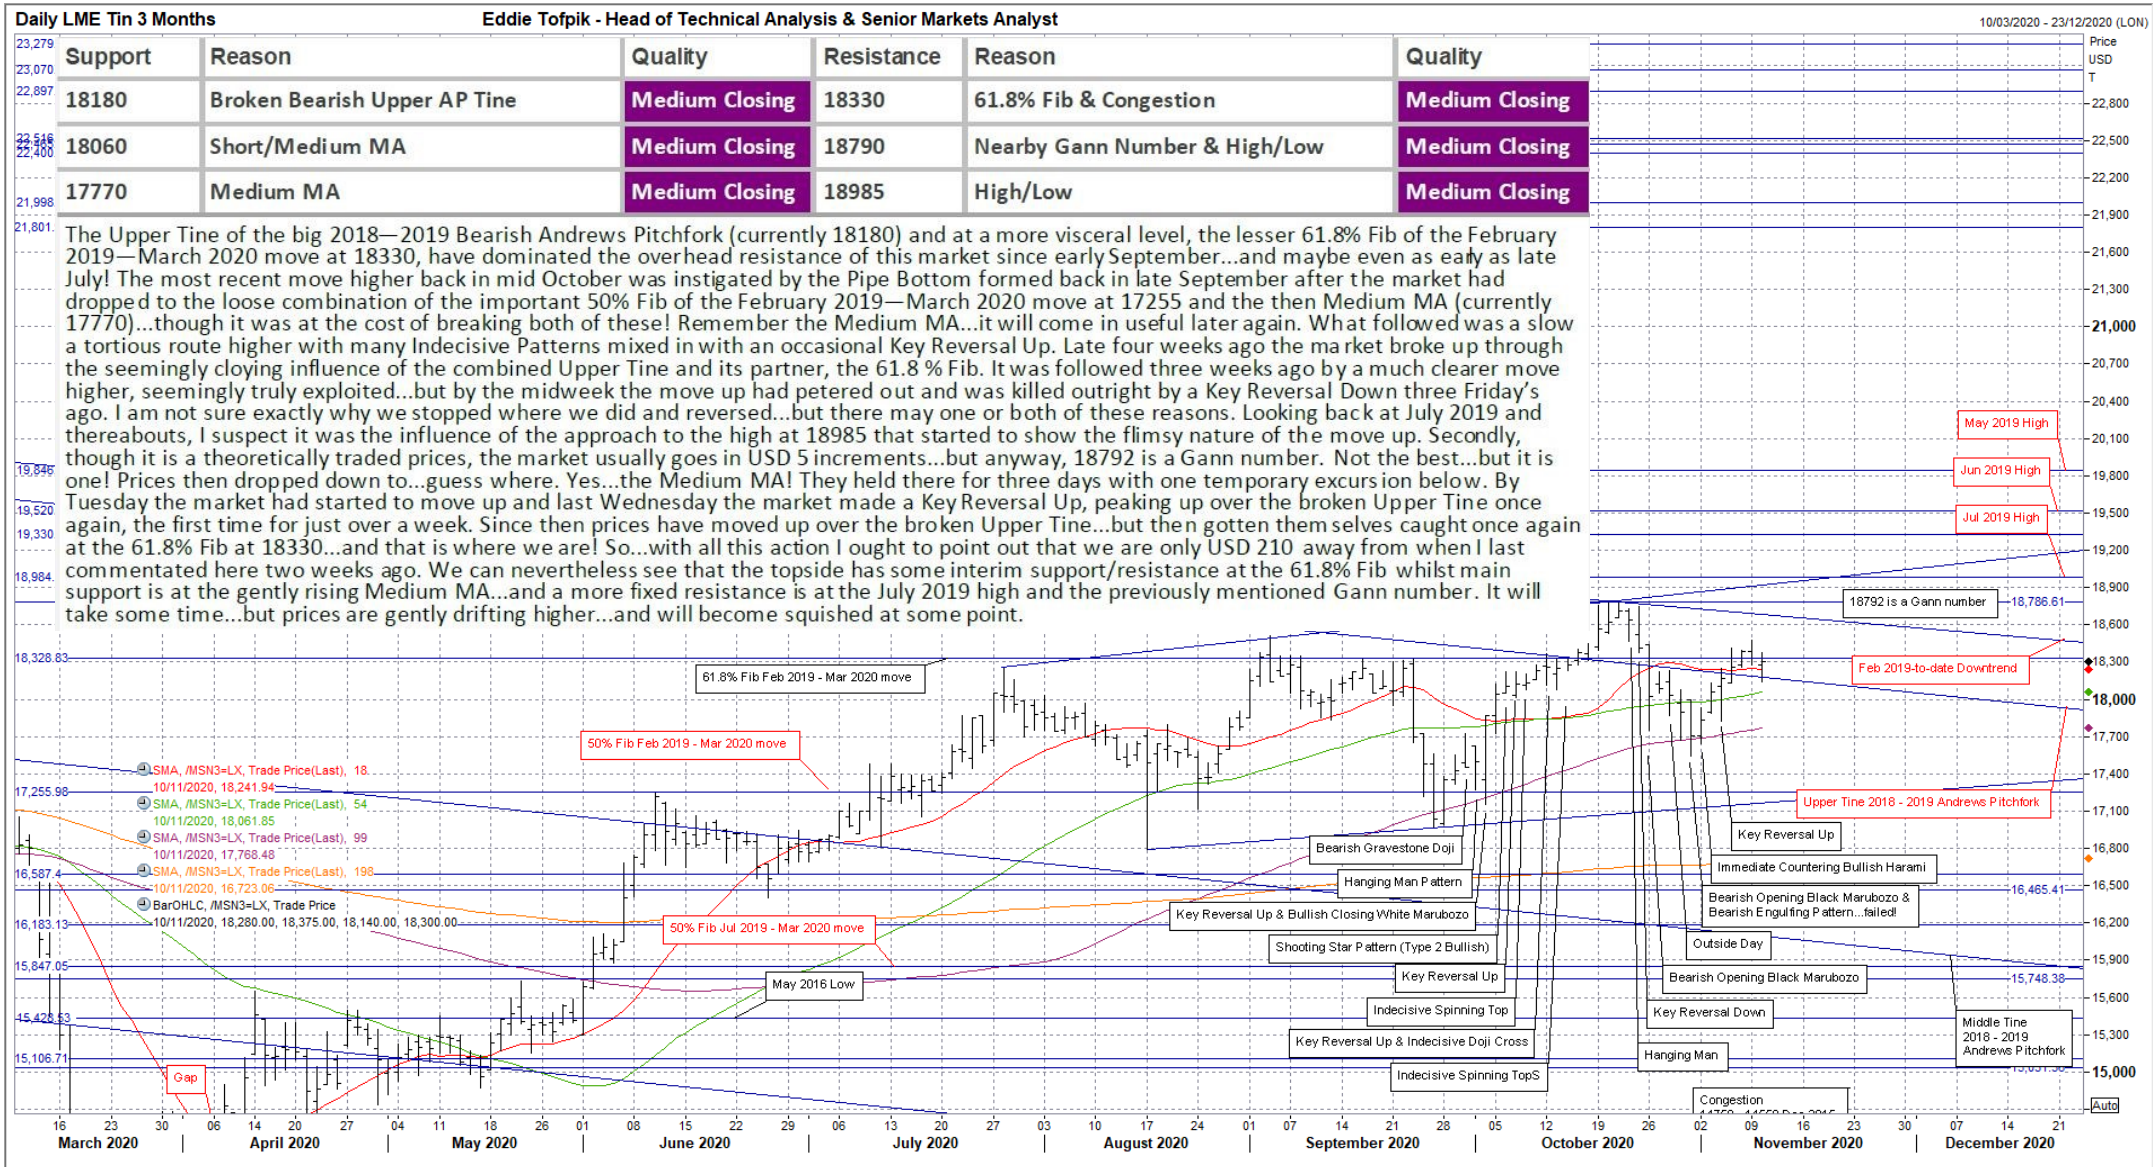 Daily LME Tin 3 Months
Eddie Tofpik - Head of Technical Analysis & Senior Markets Analyst
10/03/2020 - 23/12/2020 (LON)
Support Reason Quality Resistance Reason Quality
18180 Broken Bearish Upper AP Tine Medium Closing 18330 61.8% Fib & Congestion Medium Closing
18060 Short/Medium MA Medium Closing 18790 Nearby Gann Number & High/Low Medium Closing
17770 Medium MA Medium Closing 18985 High/Low Medium Closing
The Upper Tine of the big 2018—2019 Bearish Andrews Pitchfork (currently 18180) and at a more visceral level, the lesser 61.8% Fib of the February
2019—March 2020 move at 18330, have dominated the overhead resistance of this market since early September...and maybe even as early as late
July! The most recent move higher back in mid October was instigated by the Pipe Bottom formed back in late September after the market had
dropped to the loose combination of the important 50% Fib of the February 2019—March 2020 move at 17255 and the then Medium MA (currently
17770)...though it was at the cost of breaking both of these! Remember the Medium MA...it will come in useful later again. What followed was a slow
a tortious route higher with many Indecisive Patterns mixed in with an occasional Key Reversal Up. Late four weeks ago the market broke up through
the seemingly cloying influence of the combined Upper Tine and its partner, the 61.8 % Fib. It was followed three weeks ago by a much clearer move
higher, seemingly truly exploited...but by the midweek the move up had petered out and was killed outright by a Key Reversal Down three Friday's
ago. I am not sure exactly why we stopped where we did and reversed...but there may one or both of these reasons. Looking back at July 2019 and
thereabouts, I suspect it was the influence of the approach to the high at 18985 that started to show the flimsy nature of the move up. Secondly,
though it is a theoretically traded prices, the market usually goes in USD 5 increments...but anyway, 18792 is a Gann number. Not the best...but it is
one! Prices then dropped down to...guess where. Yes...the Medium MA! They held there for three days with one temporary excursion below. By
Tuesday the market had started to move up and last Wednesday the market made a Key Reversal Up, peaking up over the broken Upper Tine once
again, the first time for just over a week. Since then prices have moved up over the broken Upper Tine...but then gotten them selves caught once again
at the 61.8% Fib at 18330...and that is where we are! So...with all this action I ought to point out that we are only USD 210 away from when I last
commentated here two weeks ago. We can nevertheless see that the topside has some interim support/resistance at the 61.8% Fib whilst main
support is at the gently rising Medium MA...and a more fixed resistance is at the July 2019 high and the previously mentioned Gann number. It will
take some time...but prices are gently drifting higher...and will become squished at some point.
23,279
23,070
22,897
22,516
22,400
21,998
21,801.
19,846
19,520
19,330
18,984.
18,328.83
17,255.98
16,587.4
16,183.13
15,847.05
15,428.53
15,106.71
Price
USD
T
22,800
22,500
22,200
21,900
21,600
21,300
21,000
20,700
20,400
20,100
19,800
19,500
19,200
18,900
18,600
18,300
18,000
17,700
17,400
17,100
16,800
16,500
16,200
15,900
15,600
15,300
15,000
Auto
May 2019 High
Jun 2019 High
Jul 2019 High
18792 is a Gann number
18,786.61
Feb 2019-to-date Downtrend
61.8% Fib Feb 2019 - Mar 2020 move
50% Fib Feb 2019 - Mar 2020 move
SMA, /MSN3=LX, Trade Price(Last), 18
10/11/2020, 18,241.94
SMA, /MSN3=LX, Trade Price(Last), 54
10/11/2020, 18,061.85
SMA, /MSN3=LX, Trade Price(Last), 99
10/11/2020, 17,768.48
SMA, /MSN3=LX, Trade Price(Last), 198
10/11/2020, 16,723.06
BarOHLC, /MSN3=LX, Trade Price
10/11/2020, 18,280.00, 18,375.00, 18,140.00, 18,300.00
Upper Tine 2018 - 2019 Andrews Pitchfork
Key Reversal Up
Bearish Gravestone Doji
Immediate Countering Bullish Harami
Hanging Man Pattern
16,465.41
Bearish Opening Black Marubozo &
Bearish Engulfing Pattern...failed!
Key Reversal Up & Bullish Closing White Marubozo
50% Fib Jul 2019 - Mar 2020 move
Outside Day
Shooting Star Pattern (Type 2 Bullish)
Key Reversal Up
Bearish Opening Black Marubozo
15,748.38
May 2016 Low
Indecisive Spinning Top
Key Reversal Down
Key Reversal Up & Indecisive Doji Cross
Middle Tine
2018 - 2019
Andrews Pitchfork
Hanging Man
Indecisive Spinning TopS
Gap
Congestion
16 23 30 06 14 20 27 04 11 18 26 01 08 15 22 29 06 13 20 27 03 10 17 24 01 07 14 21 28 05 12 19 26 02 09 16 23 30 07 14 21
March 2020 April 2020 May 2020 June 2020 July 2020 August 2020 September 2020 October 2020 November 2020 December 2020